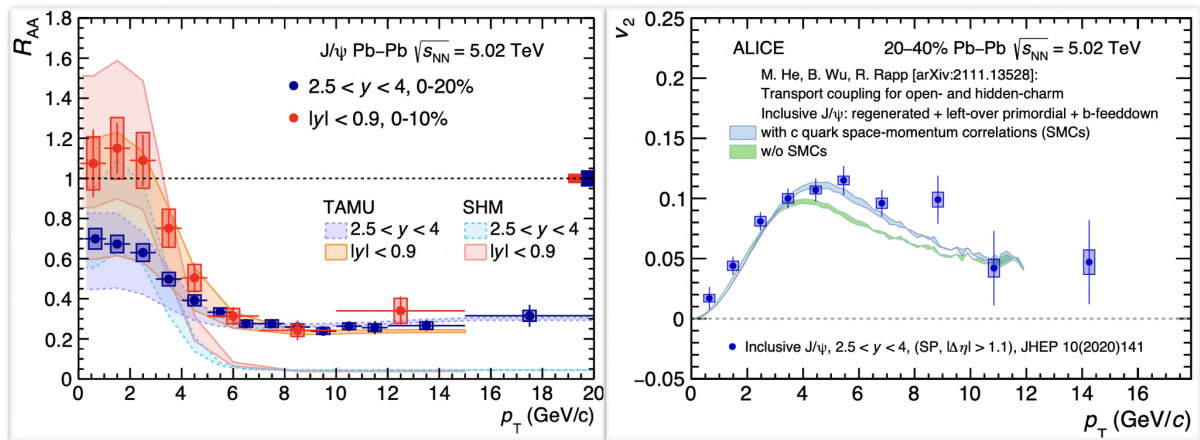 R_AA
J/ψ Pb–Pb √s_NN = 5.02 TeV
2.5 < y < 4, 0-20%
|y| < 0.9, 0-10%
TAMU SHM
2.5 < y < 4 2.5 < y < 4
|y| < 0.9 |y| < 0.9
1.8
1.6
1.4
1.2
1
0.8
0.6
0.4
0.2
0
0 2 4 6 8 10 12 14 16 18 20
p_T (GeV/c)
v_2
ALICE 20–40% Pb–Pb √s_NN = 5.02 TeV
M. He, B. Wu, R. Rapp [arXiv:2111.13528]:
Transport coupling for open- and hidden-charm
Inclusive J/ψ: regenerated + left-over primordial + b-feeddown
with c quark space-momentum correlations (SMCs)
w/o SMCs
0.25
0.2
0.15
0.1
0.05
0
−0.05
Inclusive J/ψ, 2.5 < y < 4, (SP, |Δη| > 1.1), JHEP 10(2020)141
0 2 4 6 8 10 12 14 16
p_T (GeV/c)